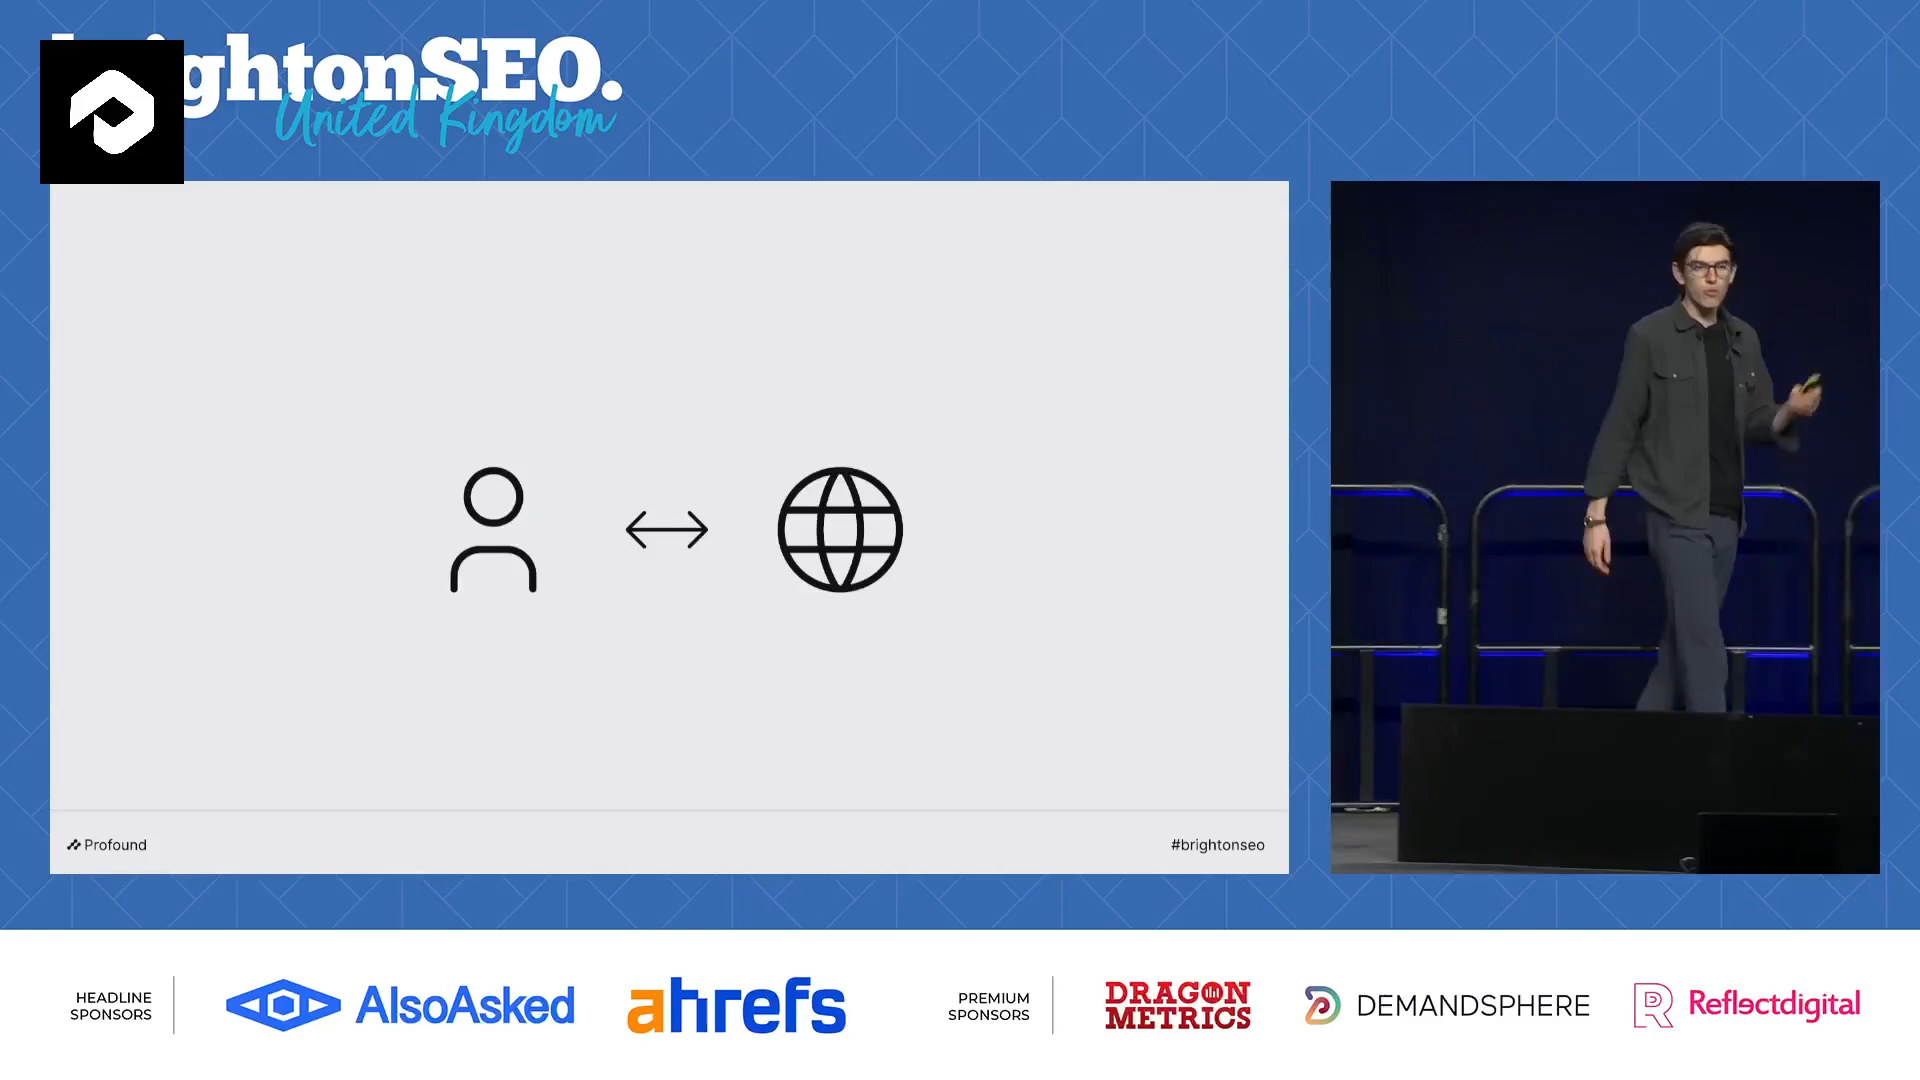 ghtonSEO.
United Kingdom
Profound
#brightonseo
HEADLINE
SPONSORS
AlsoAsked
ahrefs
PREMIUM
SPONSORS
DRAGON
METRICS
DEMANDSPHERE
Reflectdigital